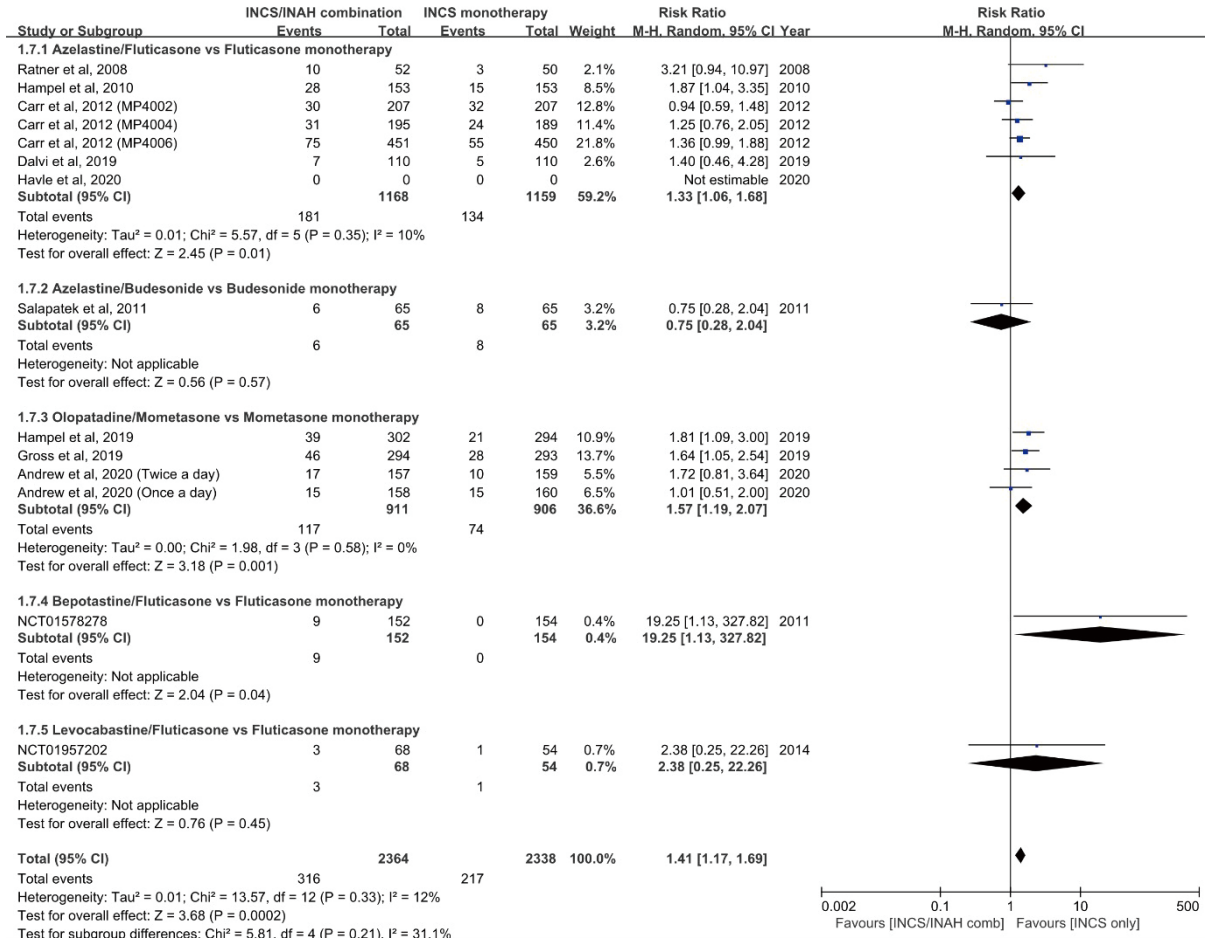 INCS/INAH combination INCS monotherapy Risk Ratio Risk Ratio
Study or Subgroup Events Total Events Total Weight M-H, Random, 95% CI Year M-H, Random, 95% CI
1.7.1 Azelastine/Fluticasone vs Fluticasone monotherapy
Ratner et al, 2008 10 52 3 50 2.1% 3.21 [0.94, 10.97] 2008
Hampel et al, 2010 28 153 15 153 8.5% 1.87 [1.04, 3.35] 2010
Carr et al, 2012 (MP4002) 30 207 32 207 12.8% 0.94 [0.59, 1.48] 2012
Carr et al, 2012 (MP4004) 31 195 24 189 11.4% 1.25 [0.76, 2.05] 2012
Carr et al, 2012 (MP4006) 75 451 55 450 21.8% 1.36 [0.99, 1.88] 2012
Dalvi et al, 2019 7 110 5 110 2.6% 1.40 [0.46, 4.28] 2019
Havle et al, 2020 0 0 0 0 Not estimable 2020
Subtotal (95% CI) 1168 1159 59.2% 1.33 [1.06, 1.68]
Total events 181 134
Heterogeneity: Tau² = 0.01; Chi² = 5.57, df = 5 (P = 0.35); I² = 10%
Test for overall effect: Z = 2.45 (P = 0.01)
1.7.2 Azelastine/Budesonide vs Budesonide monotherapy
Salapatek et al, 2011 6 65 8 65 3.2% 0.75 [0.28, 2.04] 2011
Subtotal (95% CI) 65 65 3.2% 0.75 [0.28, 2.04]
Total events 6 8
Heterogeneity: Not applicable
Test for overall effect: Z = 0.56 (P = 0.57)
1.7.3 Olopatadine/Mometasone vs Mometasone monotherapy
Hampel et al, 2019 39 302 21 294 10.9% 1.81 [1.09, 3.00] 2019
Gross et al, 2019 46 294 28 293 13.7% 1.64 [1.05, 2.54] 2019
Andrew et al, 2020 (Twice a day) 17 157 10 159 5.5% 1.72 [0.81, 3.64] 2020
Andrew et al, 2020 (Once a day) 15 158 15 160 6.5% 1.01 [0.51, 2.00] 2020
Subtotal (95% CI) 911 906 36.6% 1.57 [1.19, 2.07]
Total events 117 74
Heterogeneity: Tau² = 0.00; Chi² = 1.98, df = 3 (P = 0.58); I² = 0%
Test for overall effect: Z = 3.18 (P = 0.001)
1.7.4 Bepotastine/Fluticasone vs Fluticasone monotherapy
NCT01578278 9 152 0 154 0.4% 19.25 [1.13, 327.82] 2011
Subtotal (95% CI) 152 154 0.4% 19.25 [1.13, 327.82]
Total events 9 0
Heterogeneity: Not applicable
Test for overall effect: Z = 2.04 (P = 0.04)
1.7.5 Levocabastine/Fluticasone vs Fluticasone monotherapy
NCT01957202 3 68 1 54 0.7% 2.38 [0.25, 22.26] 2014
Subtotal (95% CI) 68 54 0.7% 2.38 [0.25, 22.26]
Total events 3 1
Heterogeneity: Not applicable
Test for overall effect: Z = 0.76 (P = 0.45)
Total (95% CI) 2364 2338 100.0% 1.41 [1.17, 1.69]
Total events 316 217
Heterogeneity: Tau² = 0.01; Chi² = 13.57, df = 12 (P = 0.33); I² = 12%
Test for overall effect: Z = 3.68 (P = 0.0002)
Test for subgroup differences: Chi² = 5.81, df = 4 (P = 0.21), I² = 31.1%
0.002 0.1 1 10 500
Favours [INCS/INAH comb] Favours [INCS only]